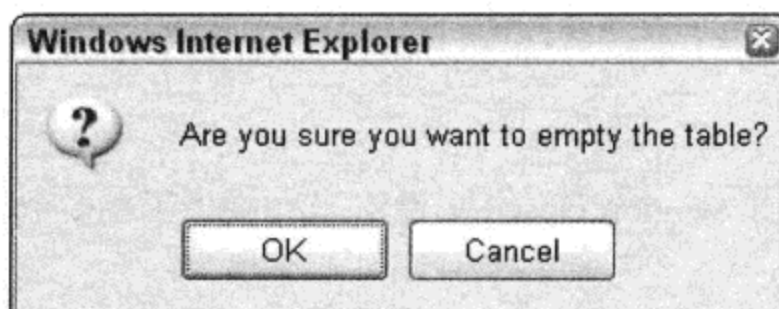 Windows Internet Explorer
?
Are you sure you want to empty the table?
OK
Cancel